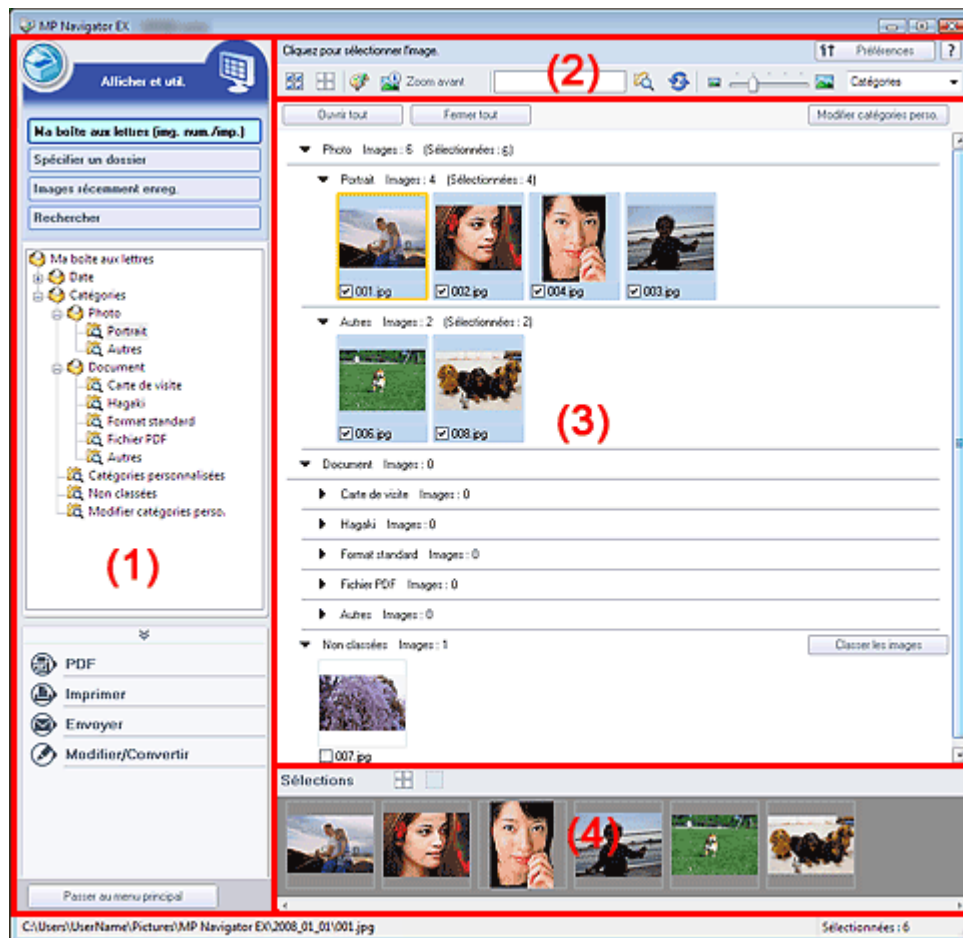 MP Navigator EX
Afficher et util.
Ma boîte aux lettres (img. num./imp.)
Spécifier un dossier
Images récemment enreg.
Rechercher
Ma boîte aux lettres
Date
Catégories
Photo
Portrait
Autres
Document
Carte de visite
Hagaki
Format standard
Fichier PDF
Autres
Catégories personnalisées
Non classées
Modifier catégories perso.
(1)
PDF
Imprimer
Envoyer
Modifier/Convertir
Passer au menu principal
Cliquez pour sélectionner l'image.
Préférences
?
Zoom avant
(2)
Catégories
Ouvrir tout
Fermer tout
Modifier catégories perso.
Photo Images : 6 (Sélectionnées : 6)
Portrait Images : 4 (Sélectionnées : 4)
001.jpg
002.jpg
004.jpg
003.jpg
Autres Images : 2 (Sélectionnées : 2)
006.jpg
008.jpg
(3)
Document Images : 0
Carte de visite Images : 0
Hagaki Images : 0
Format standard Images : 0
Fichier PDF Images : 0
Autres Images : 0
Non classées Images : 1
Classer les images
007.jpg
Sélections
(4)
C:\Users\UserName\Pictures\MP Navigator EX\2008_01_01\001.jpg
Sélectionnées : 6